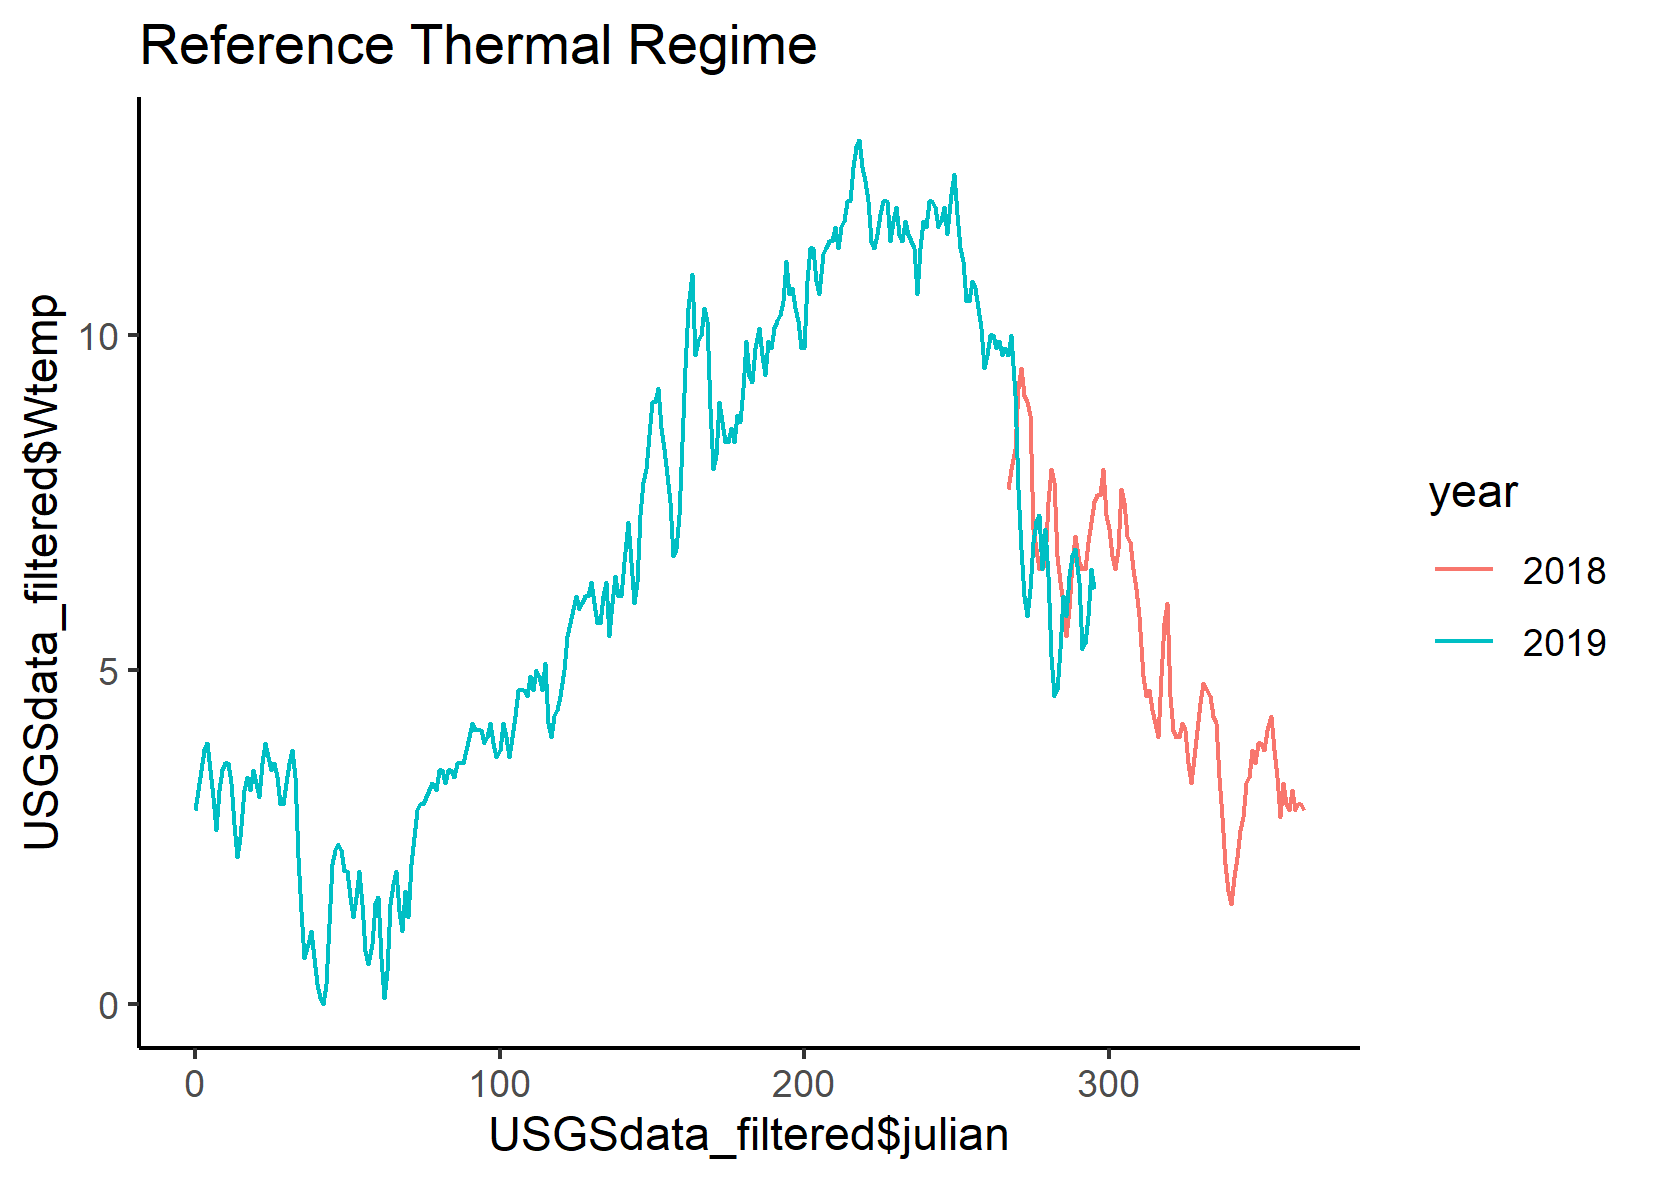 Reference Thermal Regime
USGSdata_filtered$Wtemp
10
5
0
0 100 200 300
USGSdata_filtered$julian
year
2018
2019